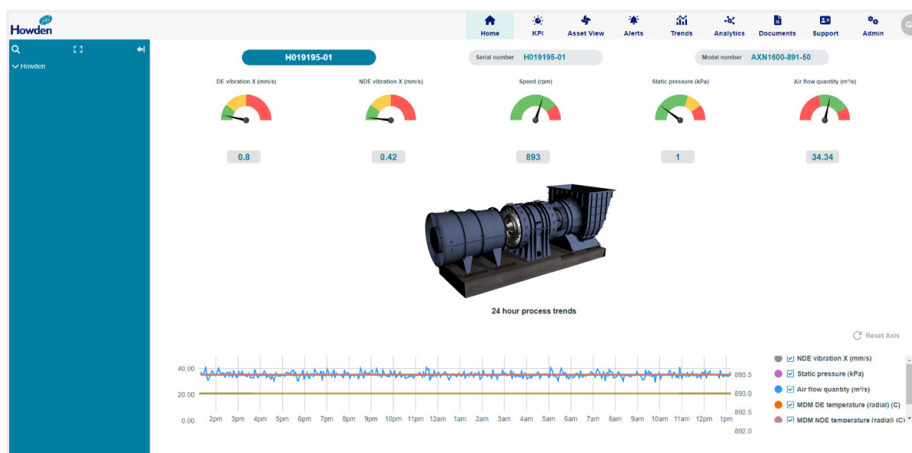 Howden
Home
KPI
Asset View
Alerts
Trends
Analytics
Documents
Support
Admin
G
Howden
H019195-01
Serial number H019195-01
Model number AXN1600-891-50
DE vibration X (mm/s)
NDE vibration X (mm/s)
Speed (rpm)
Static pressure (kPa)
Air flow quantity (m³/s)
0.8
0.42
893
1
34.34
24 hour process trends
Reset Axis
40.00
20.00
0.00
893.5
893.0
892.5
892.0
2pm 3pm 4pm 5pm 6pm 7pm 8pm 9pm 10pm 11pm 12am 1am 2am 3am 4am 5am 6am 7am 8am 9am 10am 11am 12pm 1pm
NDE vibration X (mm/s)
Static pressure (kPa)
Air flow quantity (m³/s)
MDM DE temperature (radial) (C)
MDM NDE temperature (radial) (C)